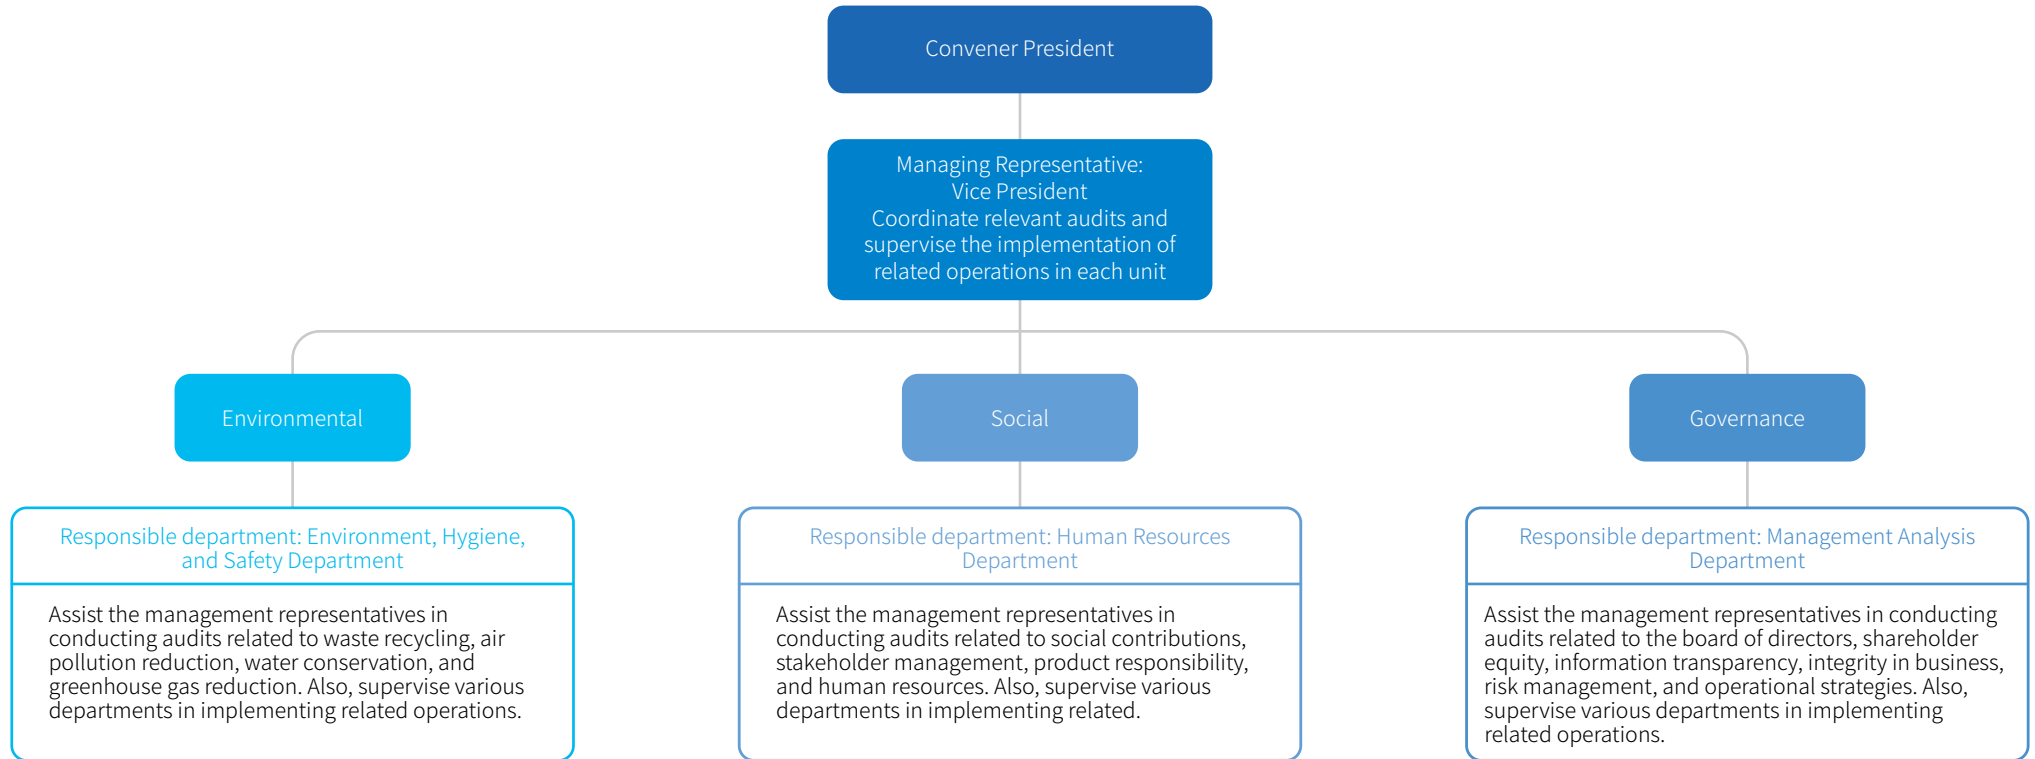 Convener President
Managing Representative:
Vice President
Coordinate relevant audits and
supervise the implementation of
related operations in each unit
Environmental
Social
Governance
Responsible department: Environment, Hygiene,
and Safety Department
Assist the management representatives in
conducting audits related to waste recycling, air
pollution reduction, water conservation, and
greenhouse gas reduction. Also, supervise various
departments in implementing related operations.
Responsible department: Human Resources
Department
Assist the management representatives in
conducting audits related to social contributions,
stakeholder management, product responsibility,
and human resources. Also, supervise various
departments in implementing related.
Responsible department: Management Analysis
Department
Assist the management representatives in conducting
audits related to the board of directors, shareholder
equity, information transparency, integrity in business,
risk management, and operational strategies. Also,
supervise various departments in implementing
related operations.